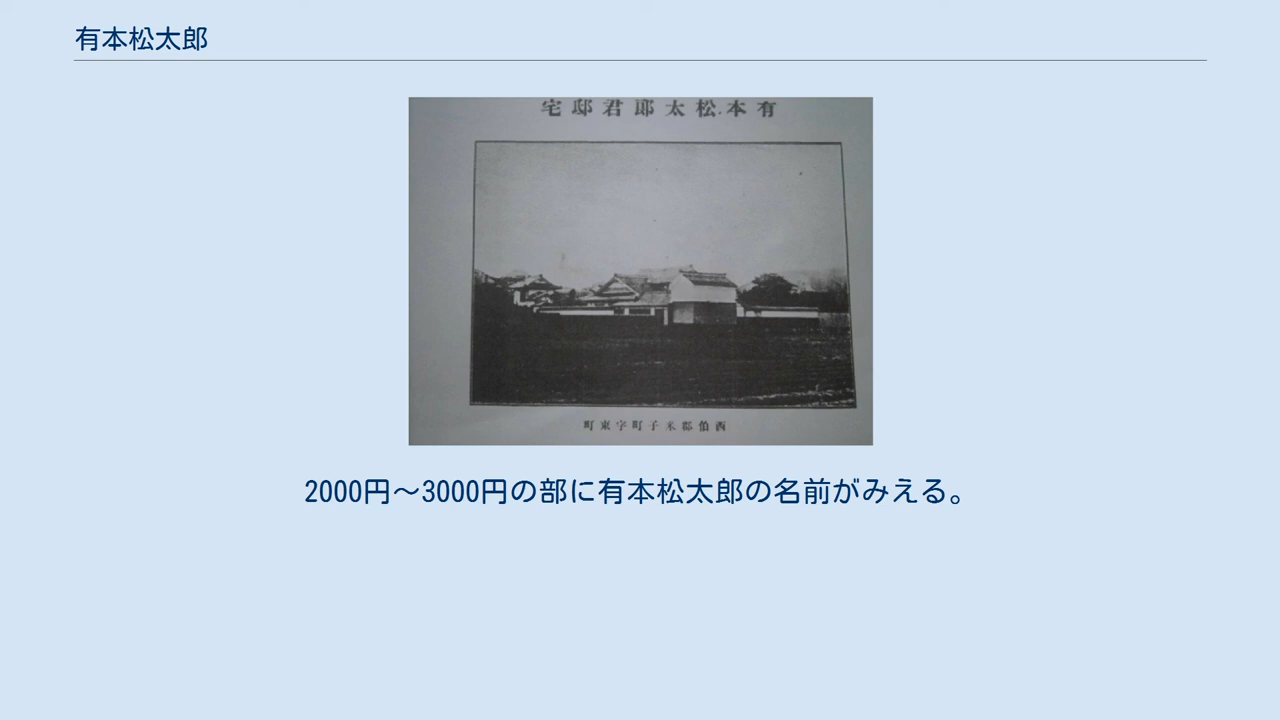 有本松太郎
宅邸君郎太松本有
町東字町子米郡伯西
2000円〜3000円の部に有本松太郎の名前がみえる。